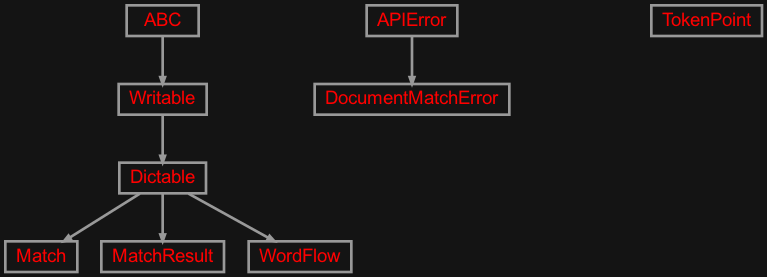 ABC
APIError
TokenPoint
Writable
DocumentMatchError
Dictable
Match
MatchResult
WordFlow